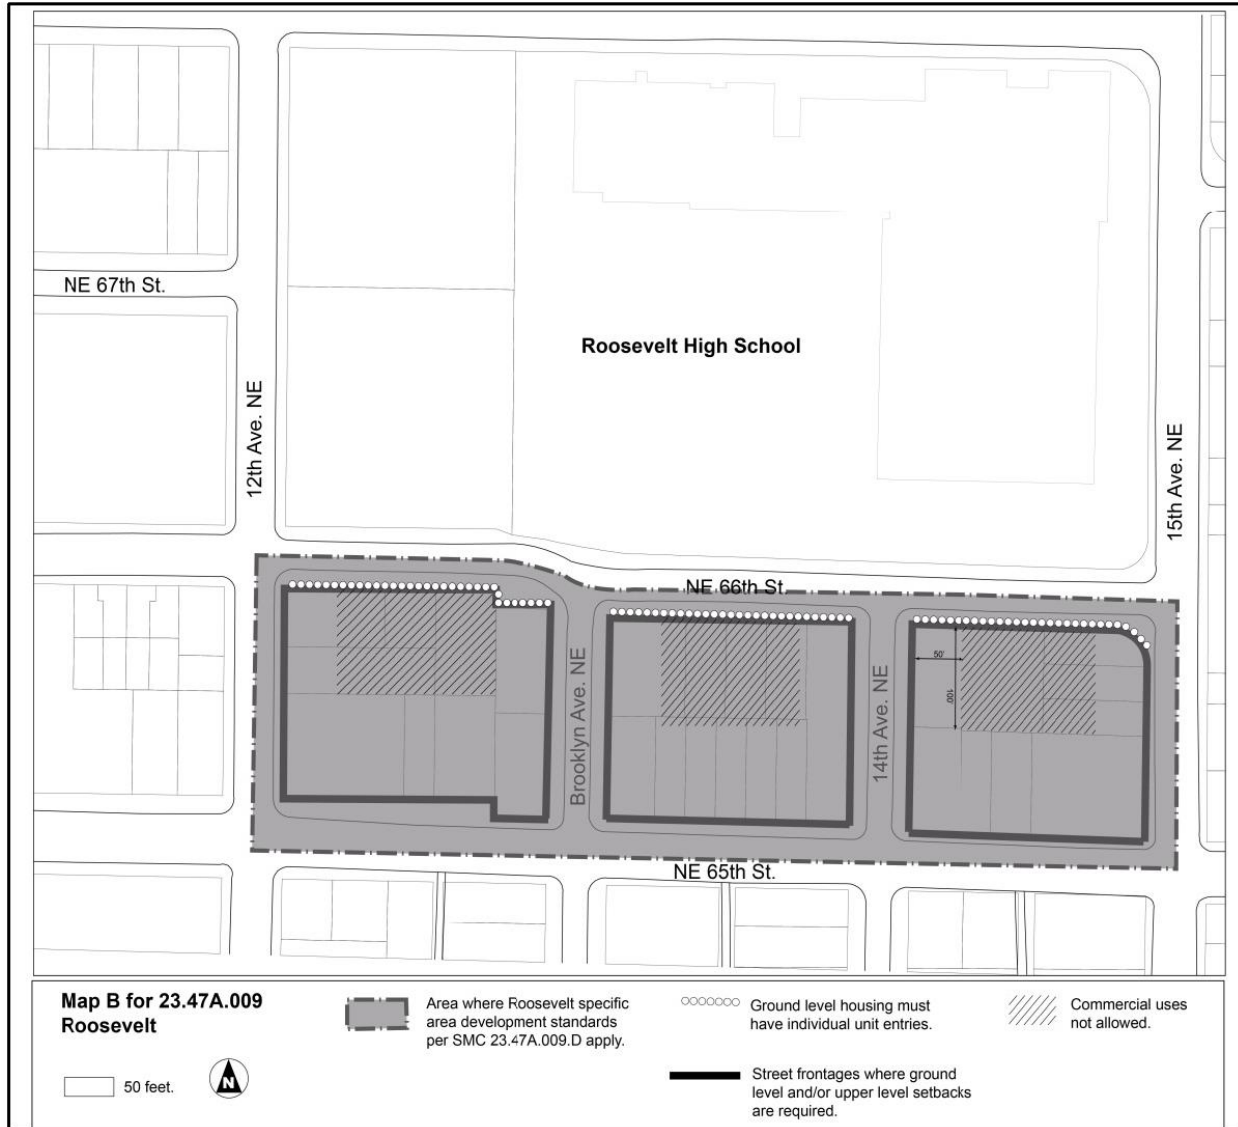 NE 67th St.
Roosevelt High School
12th Ave. NE
15th Ave. NE
NE 66th St.
50'
100'
Brooklyn Ave. NE
14th Ave. NE
NE 65th St.
Map B for 23.47A.009
Roosevelt
50 feet.
N
Area where Roosevelt specific
area development standards
per SMC 23.47A.009.D apply.
Ground level housing must
have individual unit entries.
Street frontages where ground
level and/or upper level setbacks
are required.
Commercial uses
not allowed.